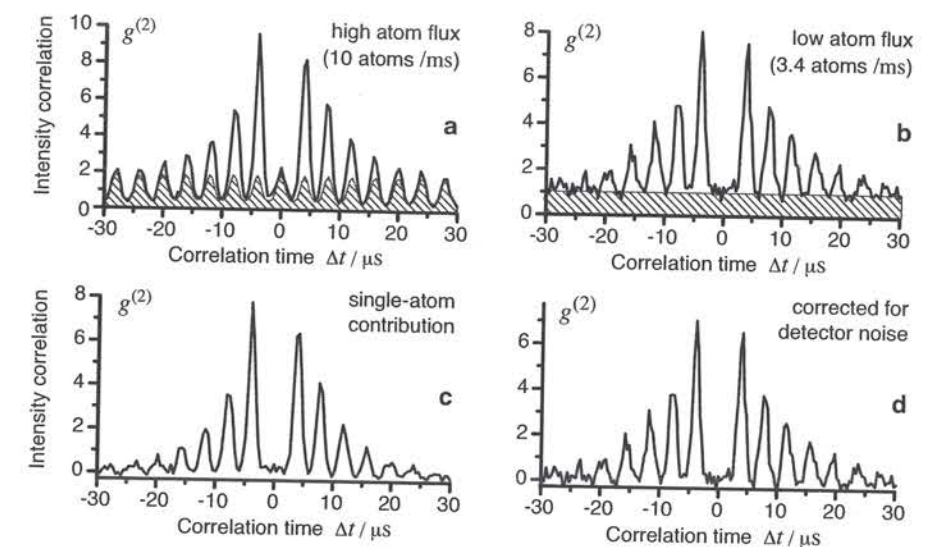 g(2)
high atom flux
(10 atoms /ms)
a
Intensity correlation
10
8
6
4
2
0
-30 -20 -10 0 10 20 30
Correlation time Δt / μs
g(2)
low atom flux
(3.4 atoms /ms)
b
8
6
4
2
0
-30 -20 -10 0 10 20 30
Correlation time Δt / μs
g(2)
single-atom
contribution
c
Intensity correlation
8
6
4
2
0
-30 -20 -10 0 10 20 30
Correlation time Δt / μs
g(2)
corrected for
detector noise
d
6
4
2
0
-30 -20 -10 0 10 20 30
Correlation time Δt / μs